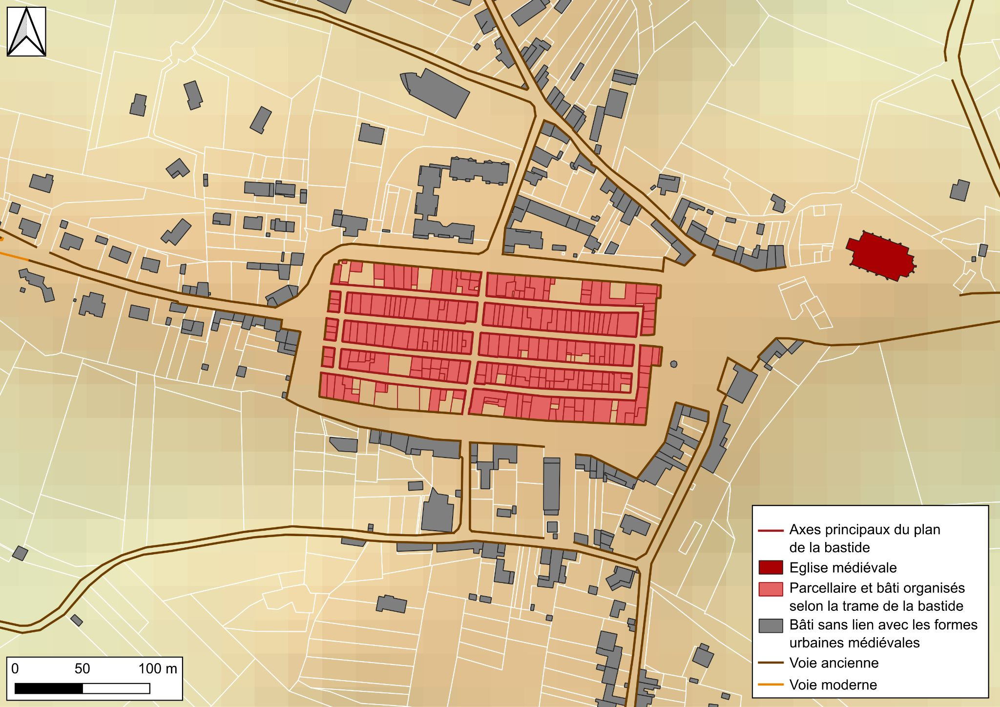 Axes principaux du plan
de la bastide
Eglise médiévale
Parcellaire et bâti organisés
selon la trame de la bastide
Bâti sans lien avec les formes
urbaines médiévales
Voie ancienne
Voie moderne
0 50 100 m